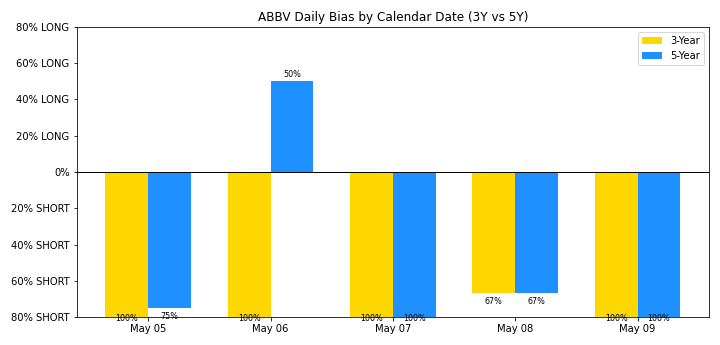 ABBV Daily Bias by Calendar Date (3Y vs 5Y)
80% LONG
60% LONG
40% LONG
20% LONG
0%
20% SHORT
40% SHORT
60% SHORT
80% SHORT
3-Year
5-Year
50%
67% 67%
100% 75% 100% 100% 100% 100% 100%
May 05 May 06 May 07 May 08 May 09